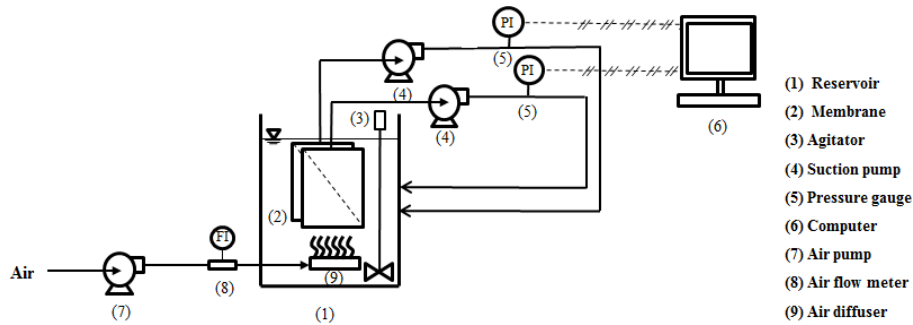 PI
(5)
(4)
PI
(5)
(4)
(3)
(6)
(2)
FI
Air
(7)
(8)
(9)
(1)
(1) Reservoir
(2) Membrane
(3) Agitator
(4) Suction pump
(5) Pressure gauge
(6) Computer
(7) Air pump
(8) Air flow meter
(9) Air diffuser